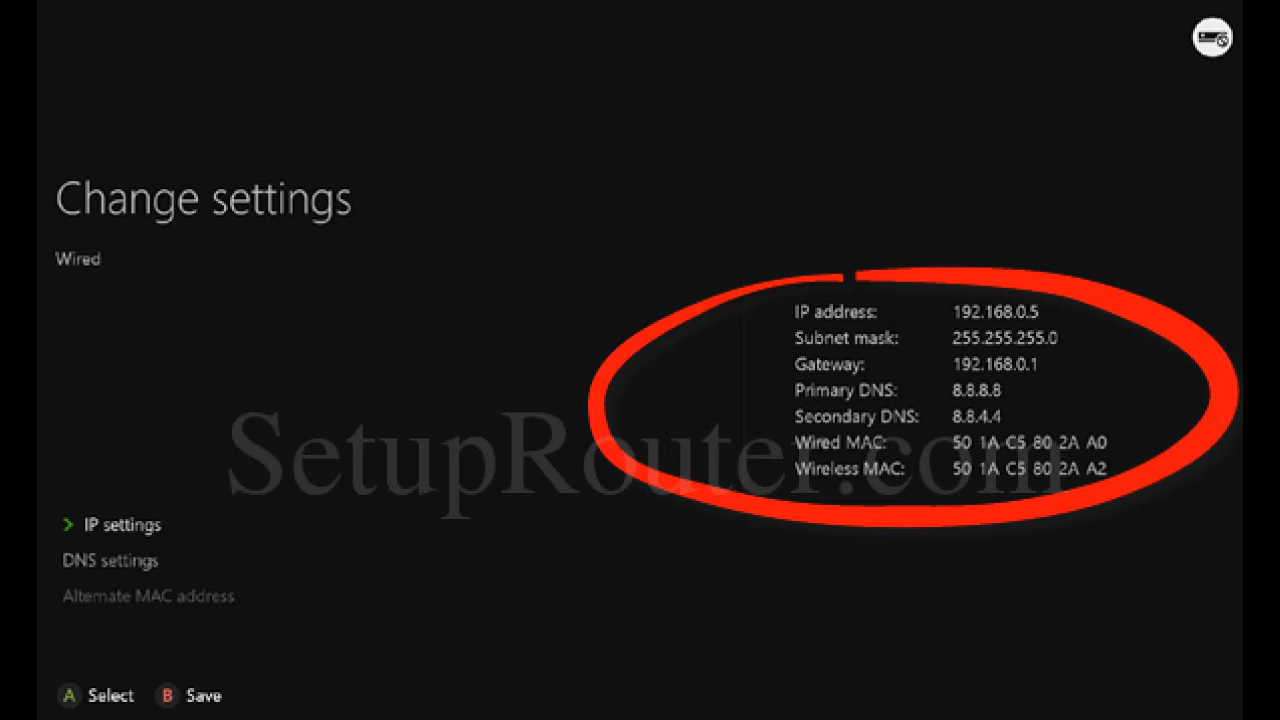 Change settings
Wired
IP address: 192.168.0.5
Subnet mask: 255.255.255.0
Gateway: 192.168.0.1
Primary DNS: 8.8.8.8
Secondary DNS: 8.8.4.4
Wired MAC: 50 1A C5 80 2A A0
Wireless MAC: 50 1A C5 80 2A A2
SetupRouter.com
IP settings
DNS settings
Alternate MAC address
A Select B Save